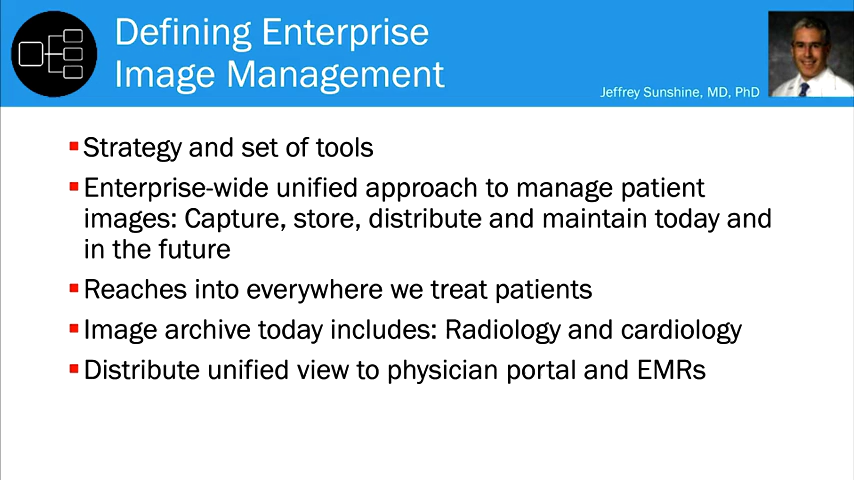 Defining Enterprise
Image Management
Jeffrey Sunshine, MD, PhD
Strategy and set of tools
Enterprise-wide unified approach to manage patient
images: Capture, store, distribute and maintain today and
in the future
Reaches into everywhere we treat patients
Image archive today includes: Radiology and cardiology
Distribute unified view to physician portal and EMRs